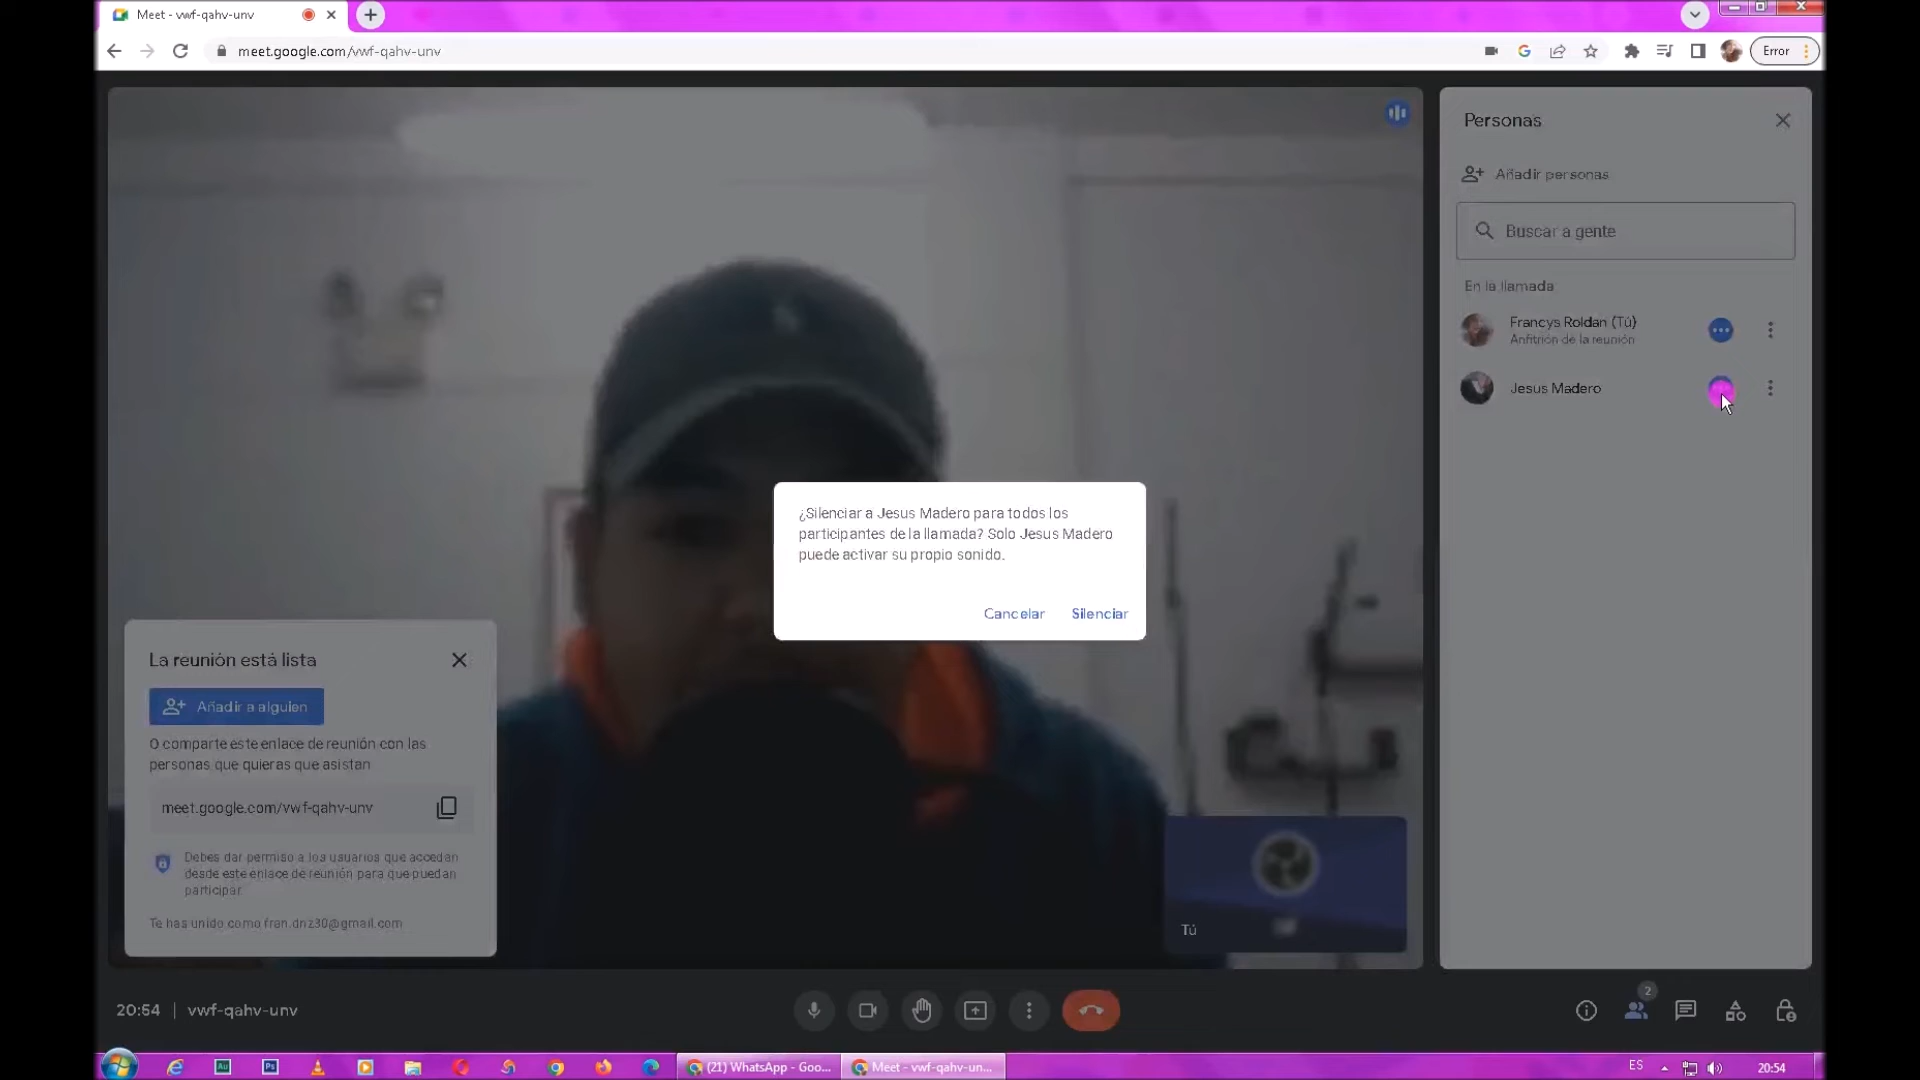 Meet - vwf-qahv-unv
meet.google.com/vwf-qahv-unv
Error
Personas
Añadir personas
Buscar a gente
En la llamada
Francys Roldan (Tú)
Anfitrión de la reunión
Jesus Madero
¿Silenciar a Jesus Madero para todos los
participantes de la llamada? Solo Jesus Madero
puede activar su propio sonido.
Cancelar
Silenciar
La reunión está lista
Añadir a alguien
O comparte este enlace de reunión con las
personas que quieras que asistan
meet.google.com/vwf-qahv-unv
Debes dar permiso a los usuarios que accedan
desde este enlace de reunión para que puedan
participar
Te has unido como fran.dnz30@gmail.com
Tú
20:54 | vwf-qahv-unv
2
Au
Ps
(21) WhatsApp - Goo...
Meet - vwf-qahv-un...
ES
20:54